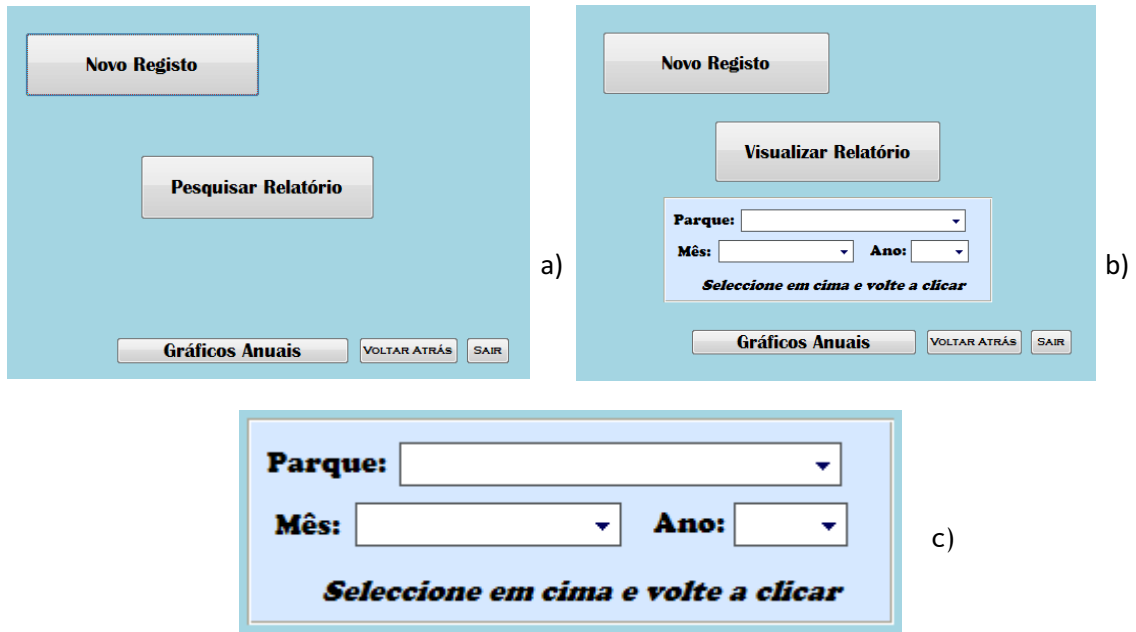 Novo Registo
Pesquisar Relatório
Gráficos Anuais VOLTAR ATRÁS SAIR
a)
Novo Registo
Visualizar Relatório
Parque:
Mês: Ano:
Seleccione em cima e volte a clicar
Gráficos Anuais VOLTAR ATRÁS SAIR
b)
Parque:
Mês: Ano:
Seleccione em cima e volte a clicar
c)